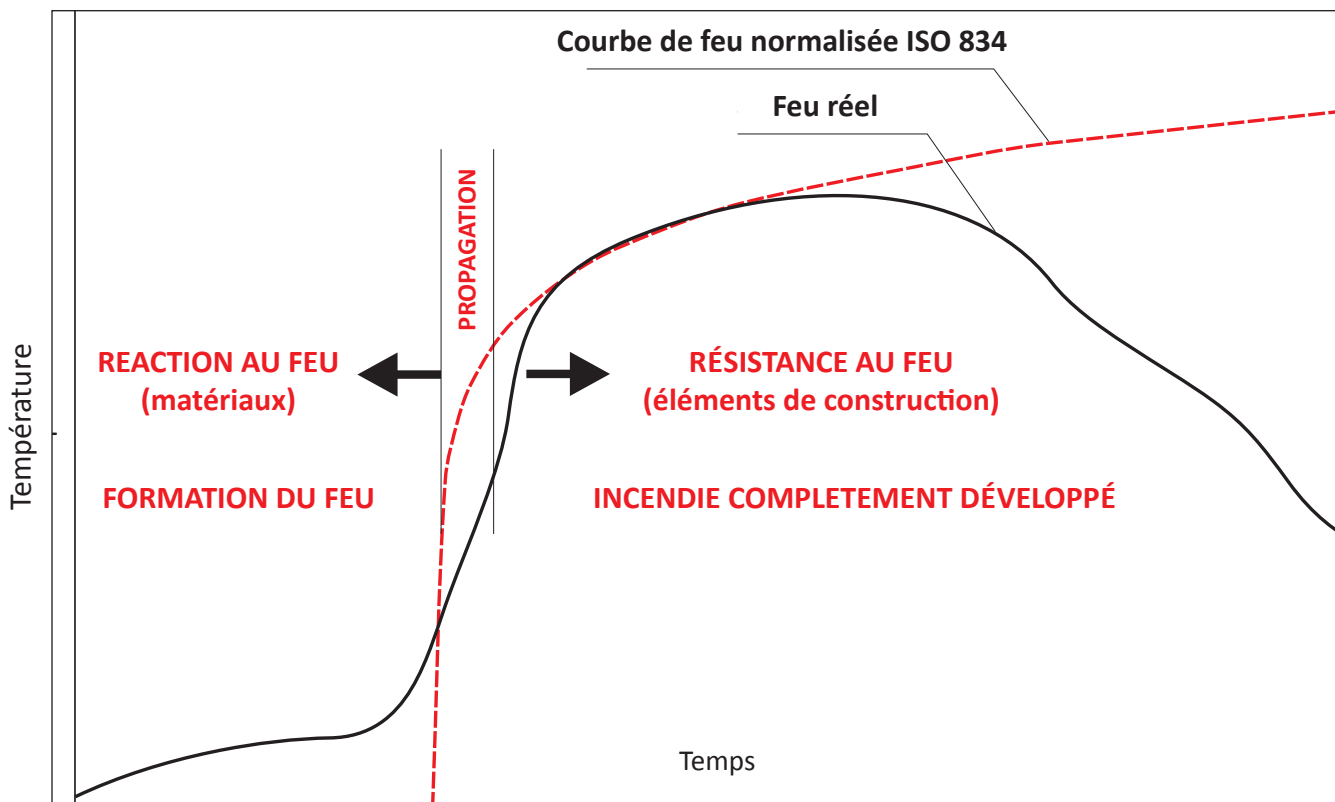 Courbe de feu normalisée ISO 834
Feu réel
PROPAGATION
REACTION AU FEU
(matériaux)
RÉSISTANCE AU FEU
(éléments de construction)
Température
FORMATION DU FEU
INCENDIE COMPLETEMENT DÉVELOPPÉ
Temps